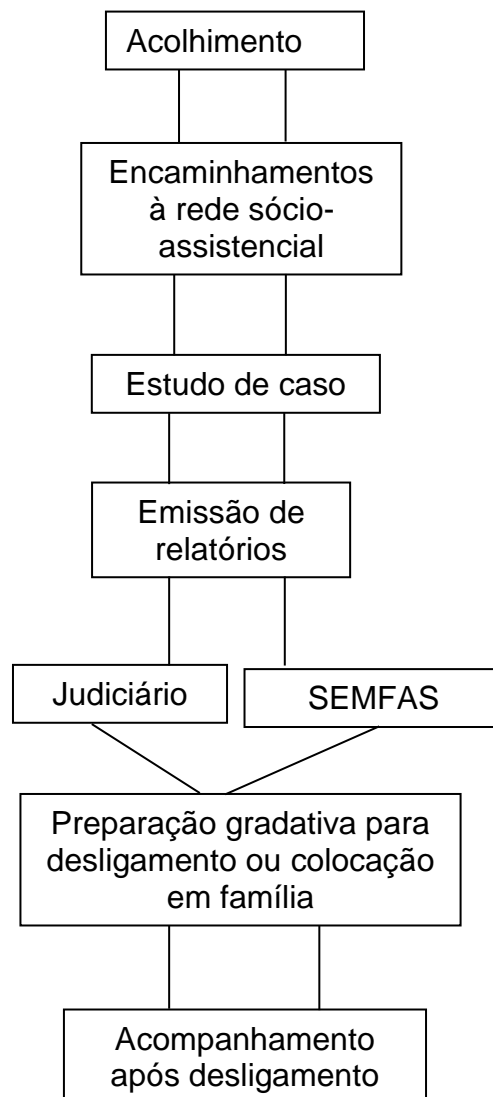 Acolhimento
Encaminhamentos
à rede sócio-
assistencial
Estudo de caso
Emissão de
relatórios
Judiciário
SEMFAS
Preparação gradativa para
desligamento ou colocação
em família
Acompanhamento
após desligamento